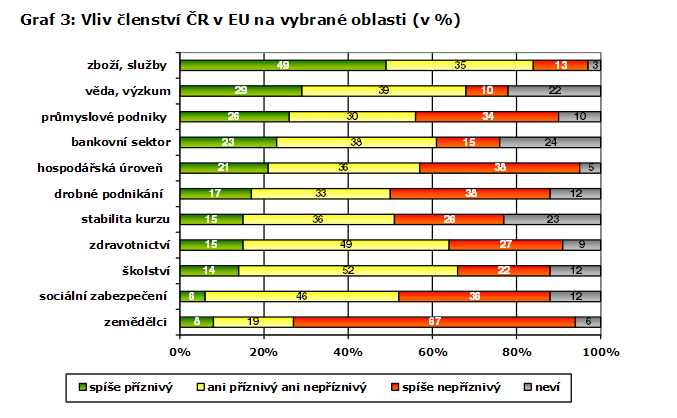 Graf 3: Vliv členství ČR v EU na vybrané oblasti (v %)
zboží, služby 49 35 13 3
věda, výzkum 29 39 10 22
průmyslové podniky 26 30 34 10
bankovní sektor 23 38 15 24
hospodářská úroveň 21 36 38 5
drobné podnikání 17 33 38 12
stabilita kurzu 15 36 26 23
zdravotnictví 15 49 27 9
školství 14 52 22 12
sociální zabezpečení 6 46 36 12
zemědělci 8 19 67 6
0% 20% 40% 60% 80% 100%
spíše příznivý ani příznivý ani nepříznivý spíše nepříznivý neví